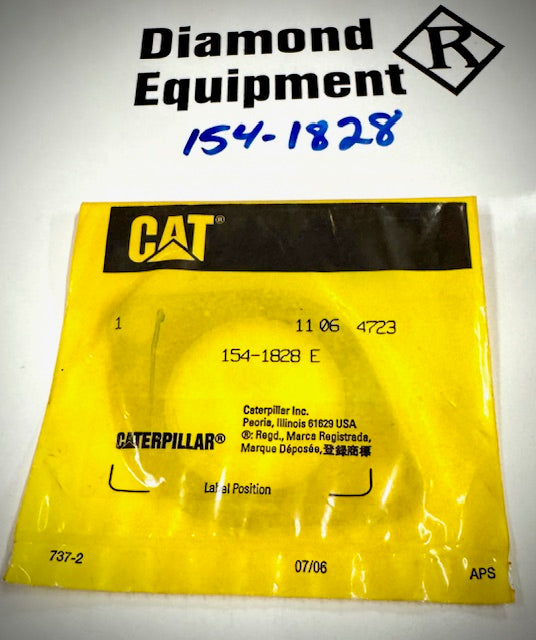 Diamond
Equipment
R
154-1828
CAT®
1 11 06 4723
154-1828 E
Caterpillar Inc.
Peoria, Illinois 61629 USA
®: Regd., Marca Registrada,
Marque Déposée, 登録商標
CATERPILLAR®
Label Position
737-2
07/06
APS